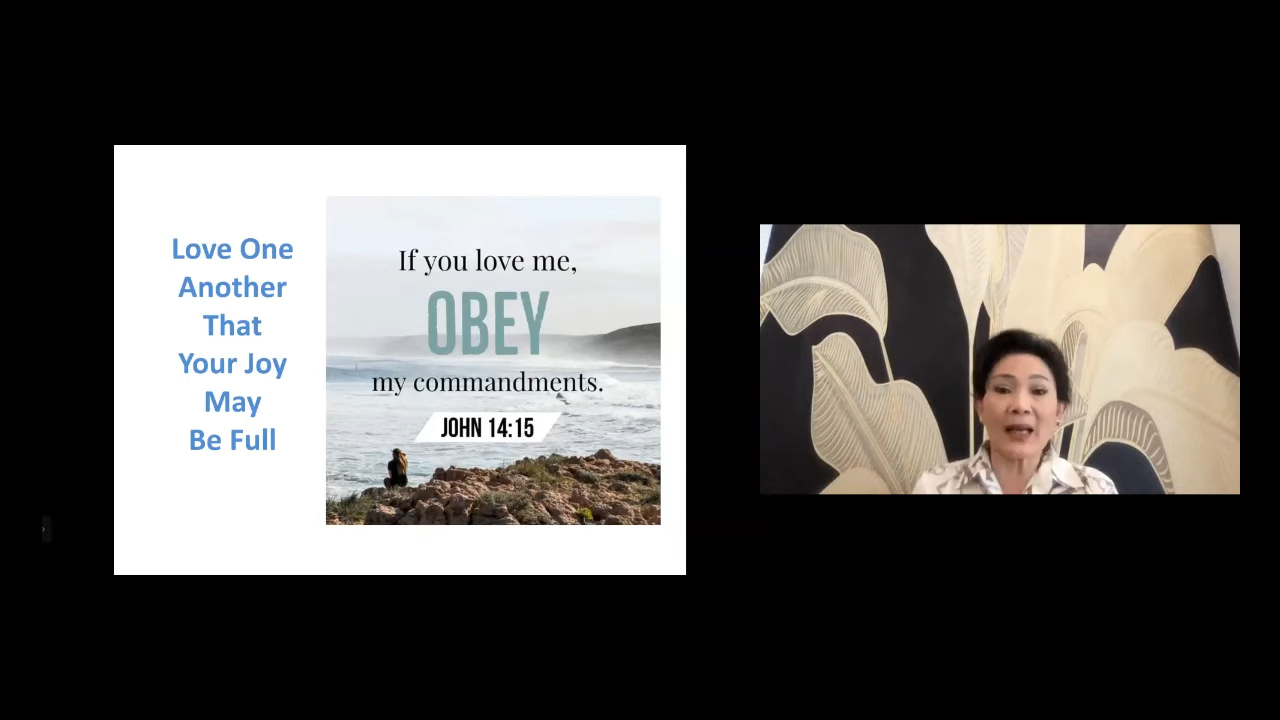 Love One
Another
That
Your Joy
May
Be Full
If you love me,
OBEY
my commandments.
JOHN 14:15